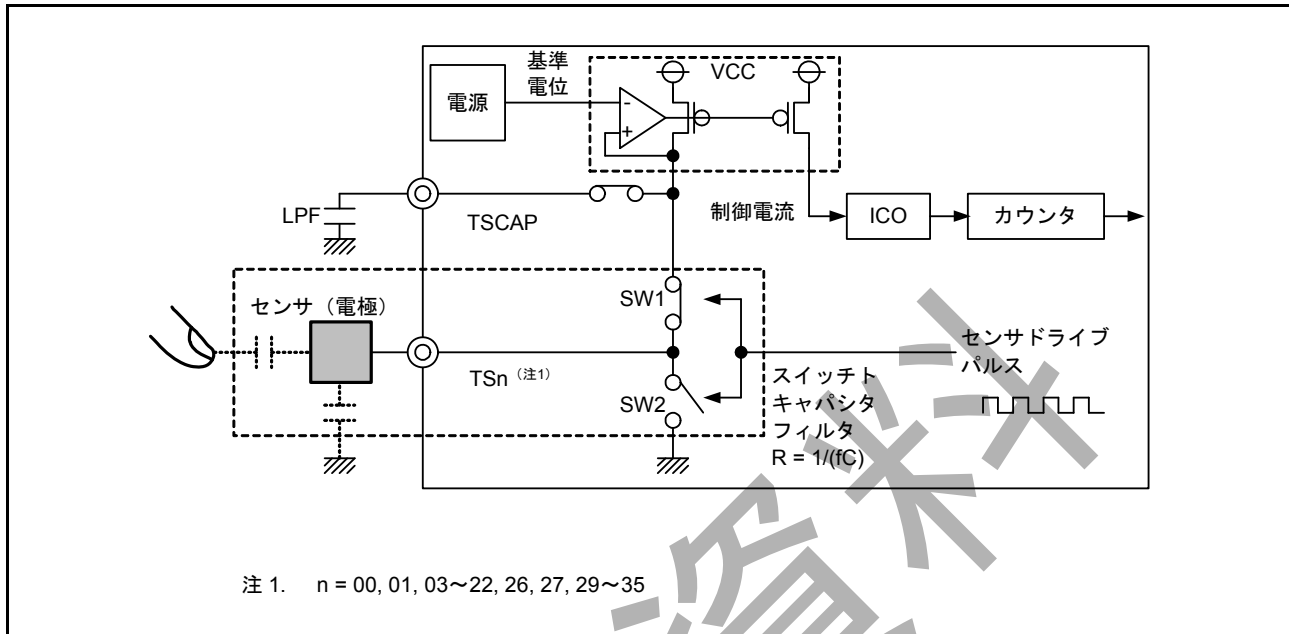 基準
電位
VCC
電源
-
+
LPF
TSCAP
制御電流
ICO
カウンタ
センサ（電極）
SW1
TSn（注1）
SW2
センサドライブ
パルス
スイッチト
キャパシタ
フィルタ
R = 1/(fC)
注 1. n = 00, 01, 03～22, 26, 27, 29～35
資料